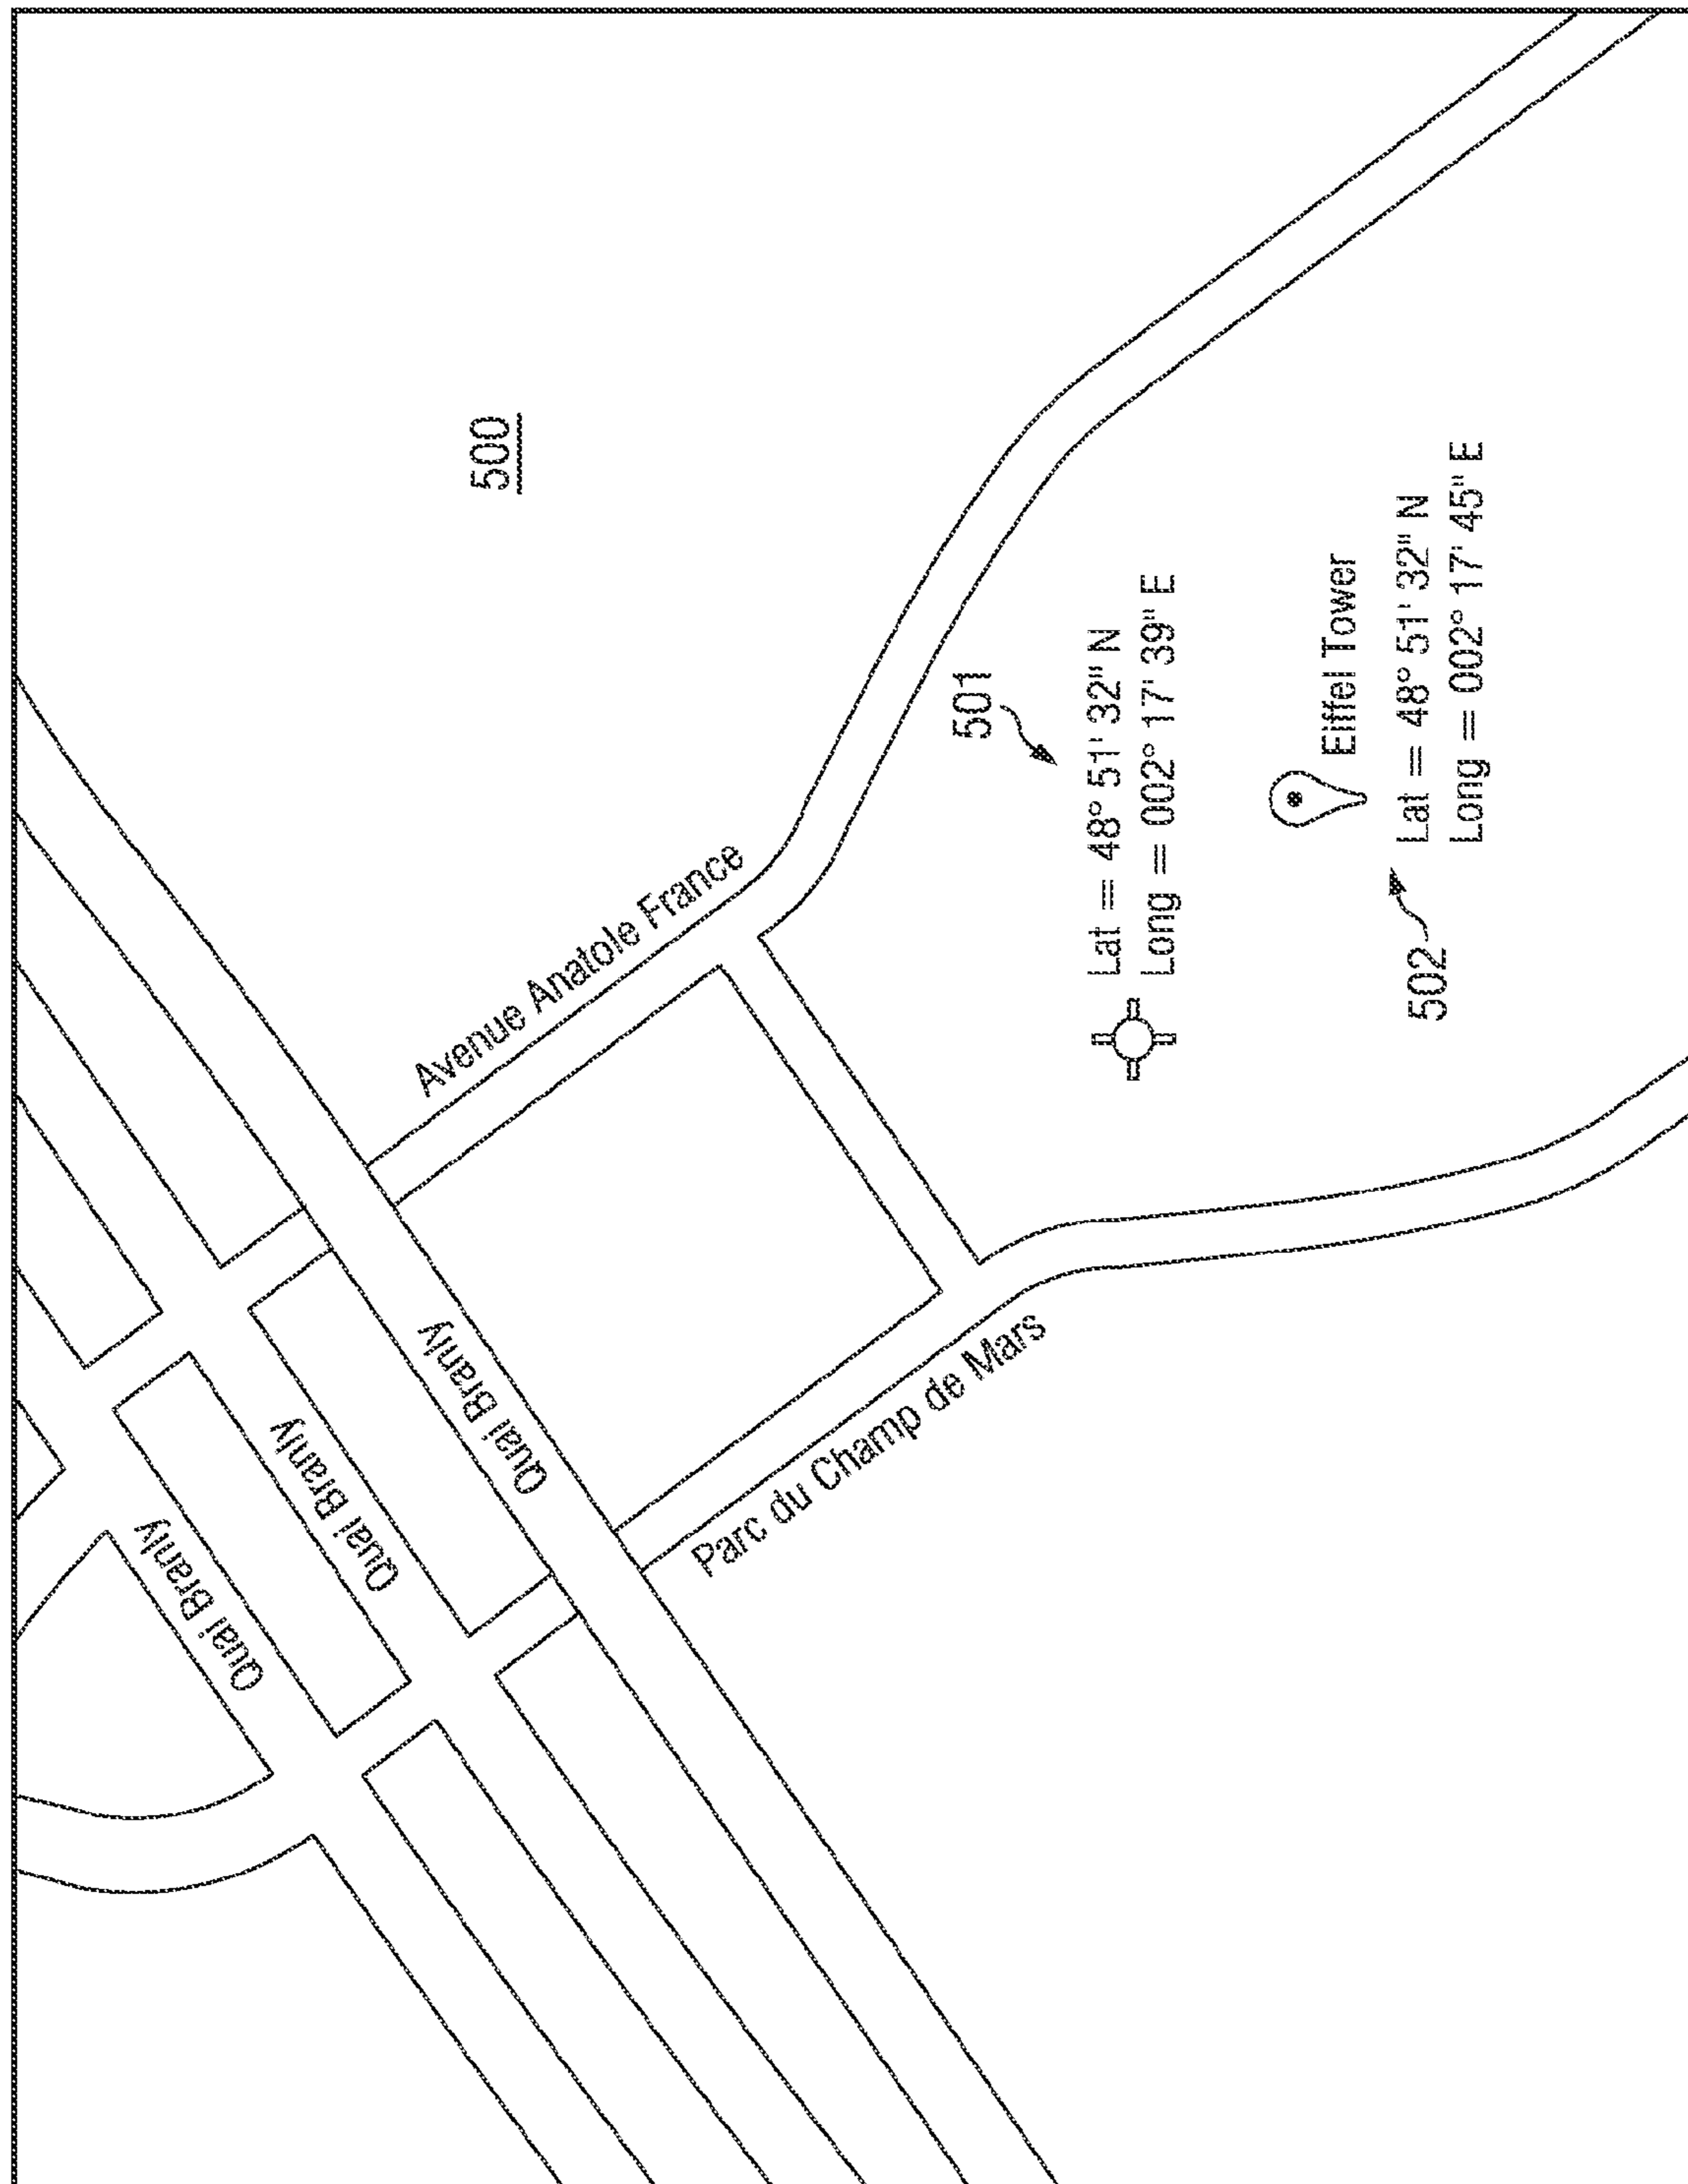 500
Quai Branly
Quai Branly
Quai Branly
Avenue Anatole France
Parc du Champ de Mars
501
Lat = 48° 51' 32" N
Long = 002° 17' 39" E
Eiffel Tower
502
Lat = 48° 51' 32" N
Long = 002° 17' 45" E